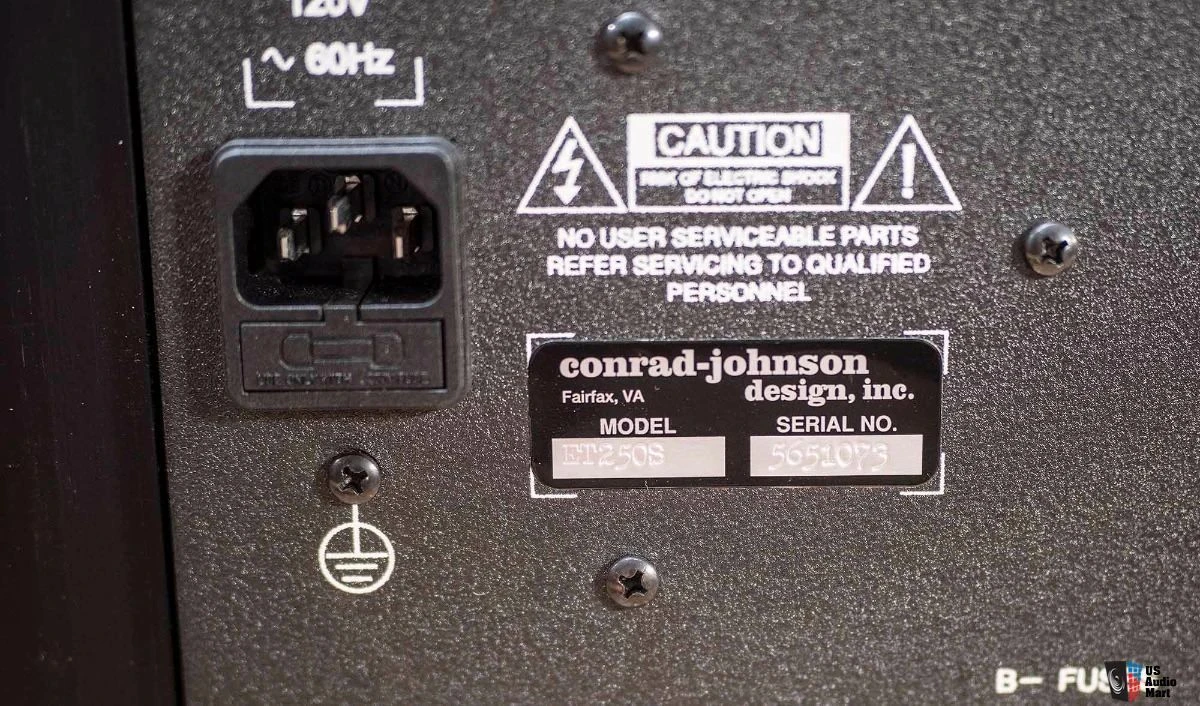 120V
~ 60Hz
CAUTION
RISK OF ELECTRIC SHOCK
DO NOT OPEN
NO USER SERVICEABLE PARTS
REFER SERVICING TO QUALIFIED
PERSONNEL
conrad-johnson
design, inc.
Fairfax, VA
MODEL
SERIAL NO.
ET250S
5651073
B- FUS
US
Audio
Mart